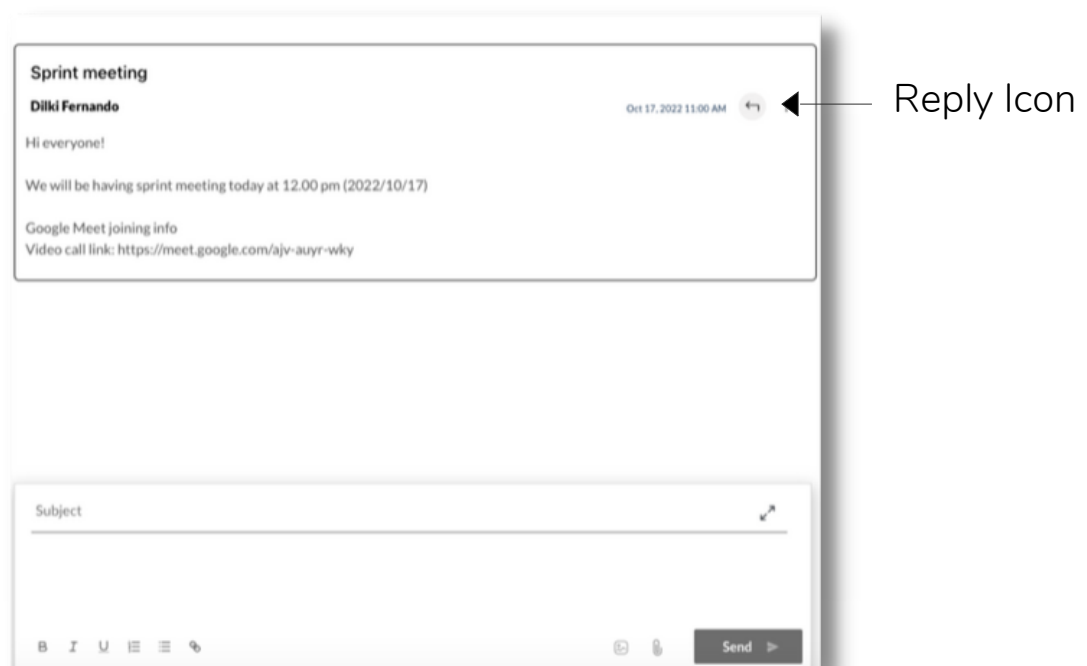 Sprint meeting
Dilki Fernando
Oct 17, 2022 11:00 AM
Reply Icon
Hi everyone!
We will be having sprint meeting today at 12.00 pm (2022/10/17)
Google Meet joining info
Video call link: https://meet.google.com/ajv-auyr-wky
Subject
B I U
Send